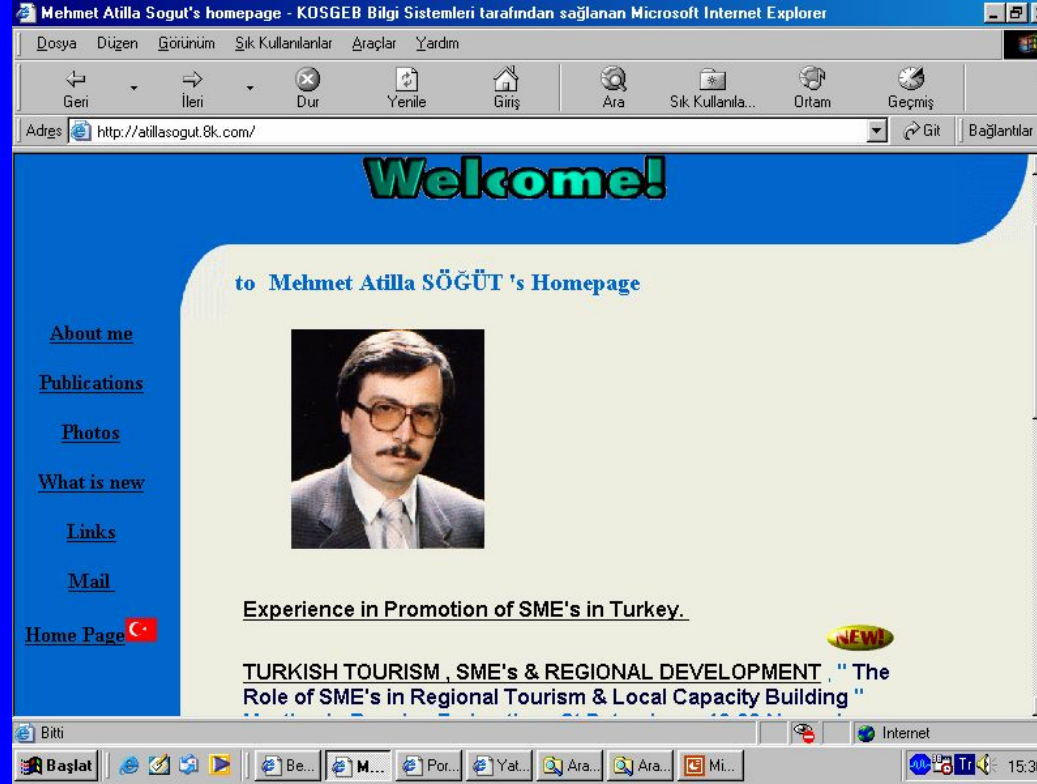 Mehmet Atilla Sogut's homepage - KOSGEB Bilgi Sistemleri tarafından sağlanan Microsoft Internet Explorer
Dosya Düzen Görünüm Sık Kullanılanlar Araçlar Yardım
Geri İleri Dur Yenile Giriş Ara Sık Kullanıla... Ortam Geçmiş
Adres http://atillasogut.8k.com/ Git Bağlantılar
Welcome!
to Mehmet Atilla SÖĞÜT 's Homepage
About me
Publications
Photos
What is new
Links
Mail
Home Page
Experience in Promotion of SME's in Turkey.
NEW!
TURKISH TOURISM , SME's & REGIONAL DEVELOPMENT , " The
Role of SME's in Regional Tourism & Local Capacity Building "
Bitti Internet
Başlat Be... M... Por... Yat... Ara... Ara... Mi... Tr